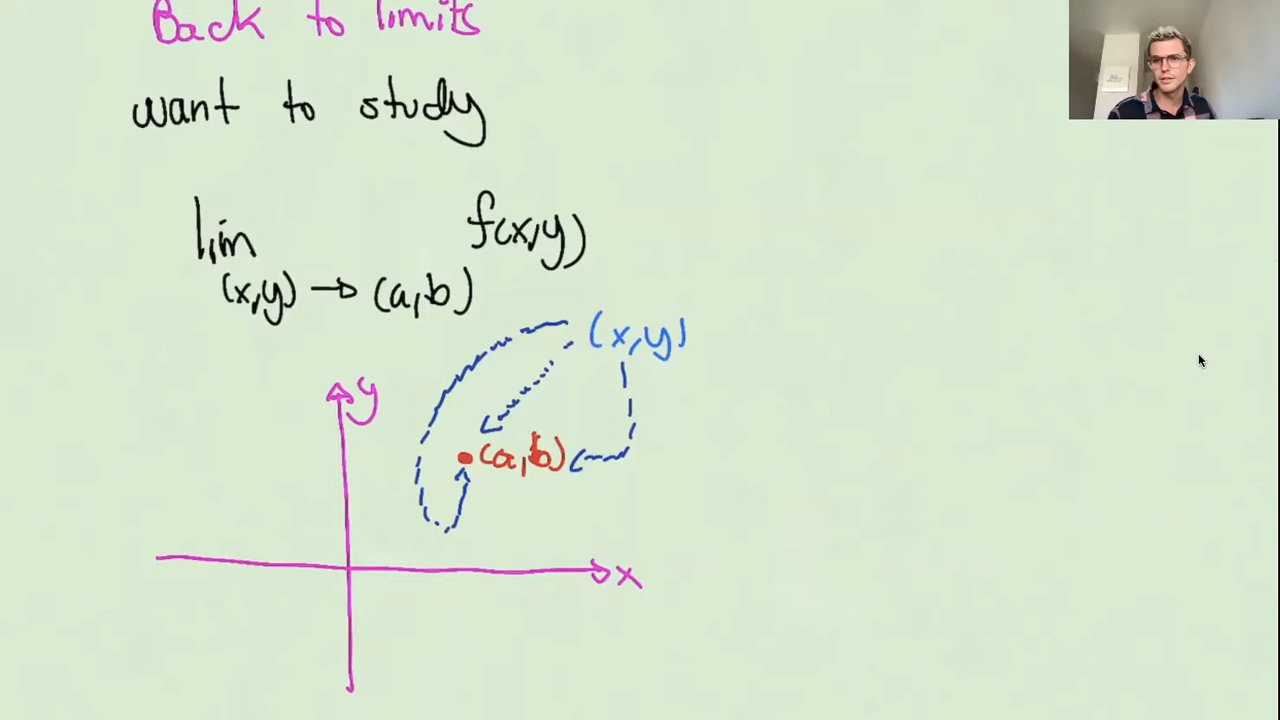 Back to limits
want to study
lim f(x,y)
(x,y) → (a,b)
(x,y)
y
(a,b)
x